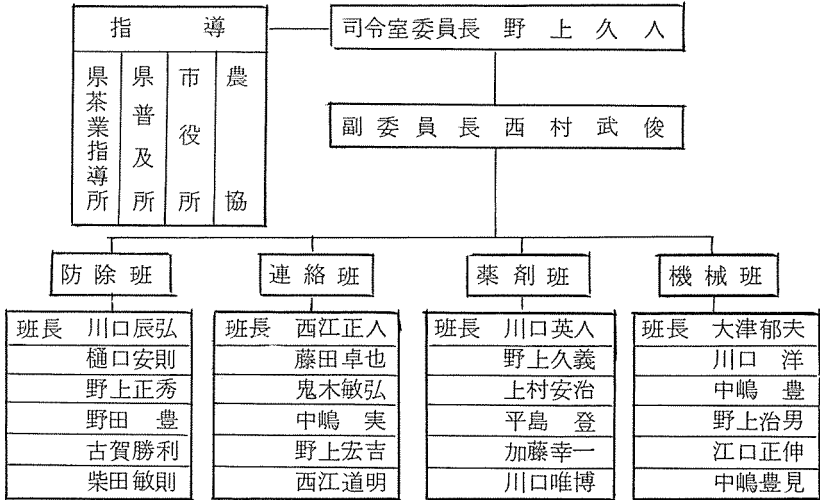 指導
県茶業指導所
県普及所
市役所
農協
司令室委員長 野上久人
副委員長 西村武俊
防除班
班長 川口辰弘
樋口安則
野上正秀
野田 豊
古賀勝利
柴田敏則
連絡班
班長 西江正人
藤田卓也
鬼木敏弘
中嶋 実
野上宏吉
西江道明
薬剤班
班長 川口英人
野上久義
上村安治
平島 登
加藤幸一
川口唯博
機械班
班長 大津郁夫
川口 洋
中嶋 豊
野上治男
江口正伸
中嶋豊見